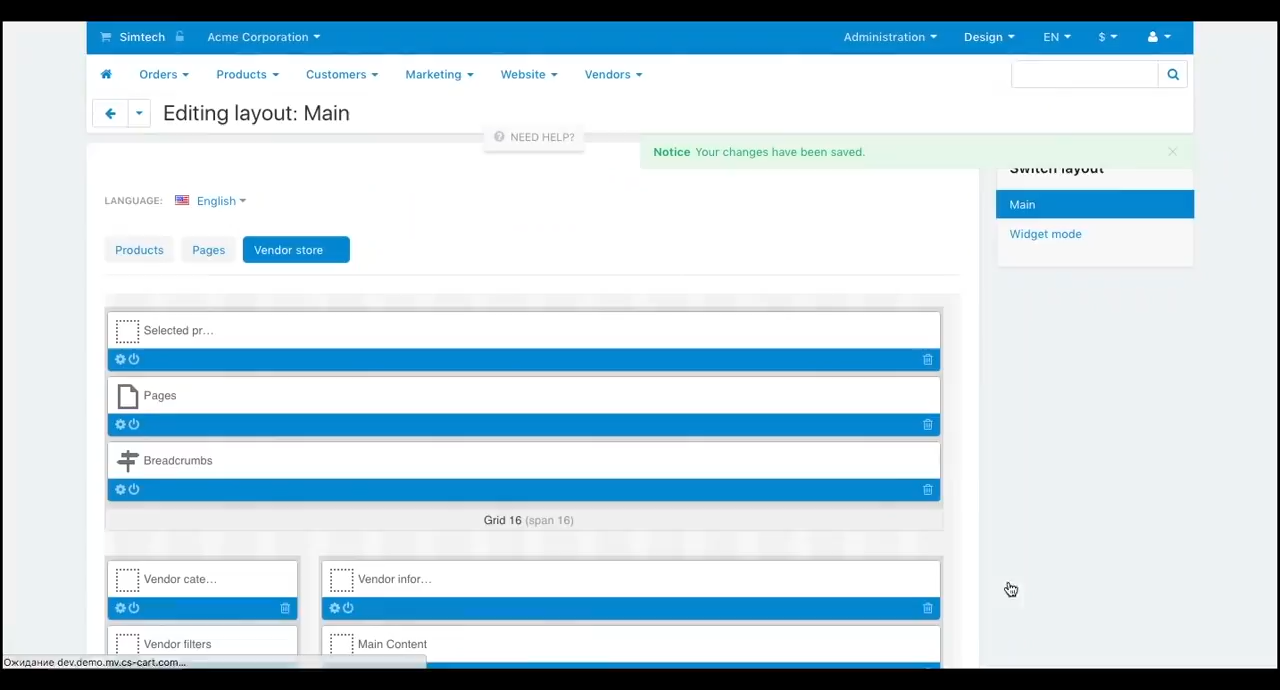 Simtech Acme Corporation Administration Design EN $
Orders Products Customers Marketing Website Vendors
Editing layout: Main
NEED HELP?
Notice Your changes have been saved.
Switch layout
Main
Widget mode
LANGUAGE: English
Products Pages Vendor store
Selected pr...
Pages
Breadcrumbs
Grid 16 (span 16)
Vendor cate... Vendor infor...
Vendor filters Main Content
Ожидание dev.demo.mv.cs-cart.com...